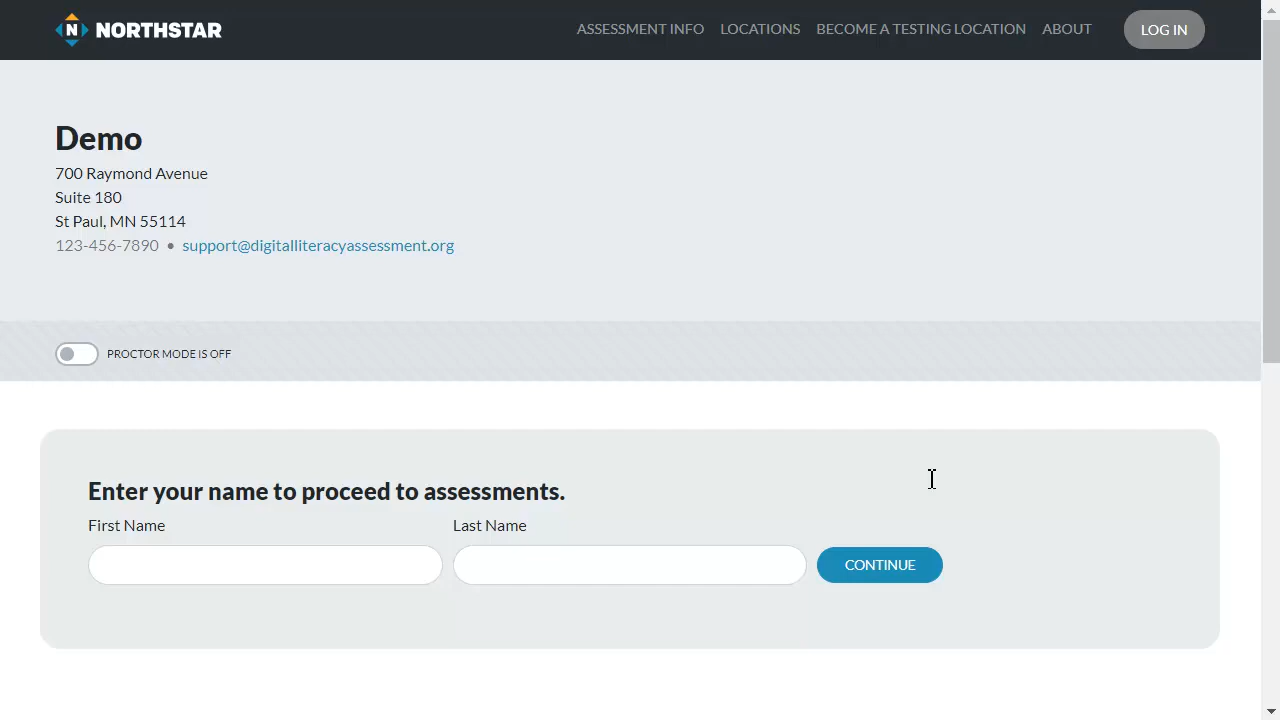 N NORTHSTAR
ASSESSMENT INFO LOCATIONS BECOME A TESTING LOCATION ABOUT LOG IN
Demo
700 Raymond Avenue
Suite 180
St Paul, MN 55114
123-456-7890 • support@digitalliteracyassessment.org
PROCTOR MODE IS OFF
Enter your name to proceed to assessments.
First Name Last Name
CONTINUE